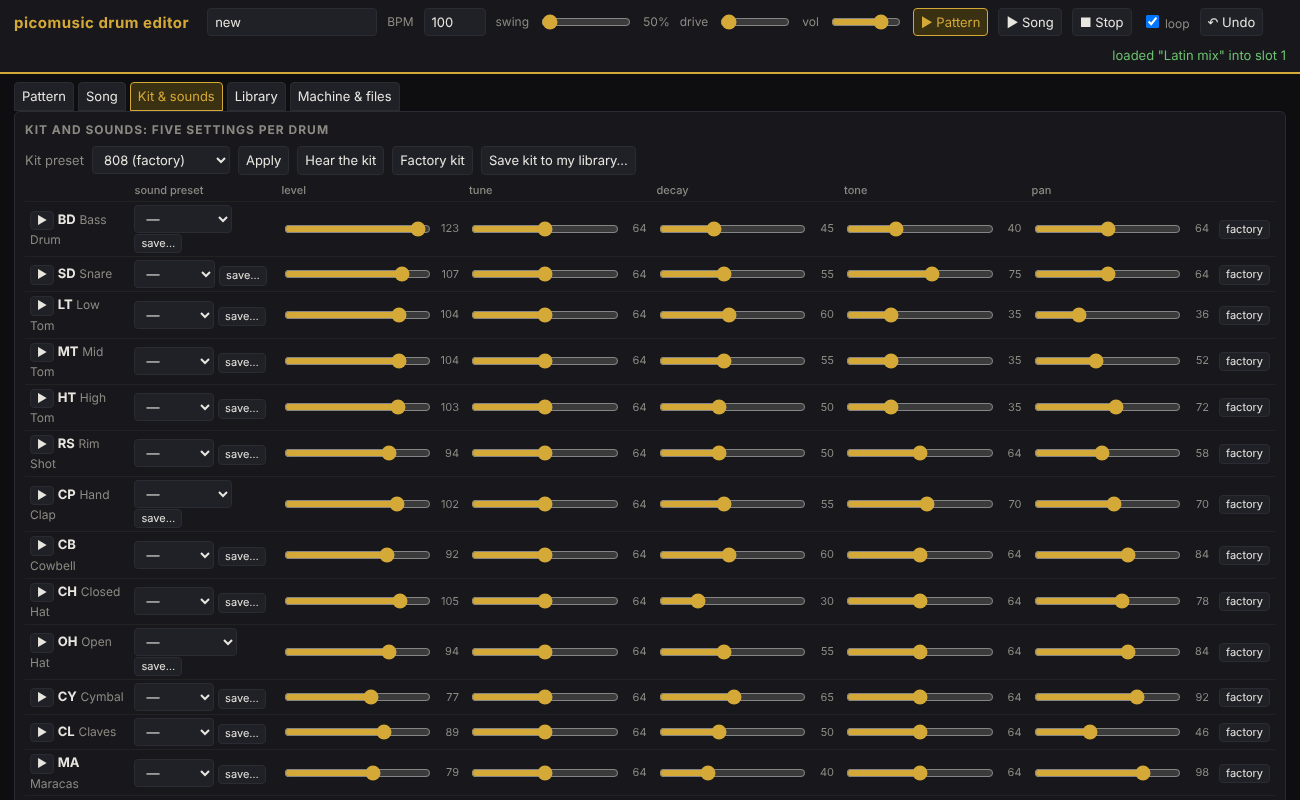 picomusic drum editor new BPM 100 swing 50% drive vol ▶ Pattern ▶ Song ■ Stop loop ↶ Undo
loaded "Latin mix" into slot 1
Pattern Song Kit & sounds Library Machine & files
KIT AND SOUNDS: FIVE SETTINGS PER DRUM
Kit preset 808 (factory) Apply Hear the kit Factory kit Save kit to my library...
sound preset level tune decay tone pan
▶ BD Bass Drum — save... 123 64 45 40 64 factory
▶ SD Snare — save... 107 64 55 75 64 factory
▶ LT Low Tom — save... 104 64 60 35 36 factory
▶ MT Mid Tom — save... 104 64 55 35 52 factory
▶ HT High Tom — save... 103 64 50 35 72 factory
▶ RS Rim Shot — save... 94 64 50 64 58 factory
▶ CP Hand Clap — save... 102 64 55 70 70 factory
▶ CB Cowbell — save... 92 64 60 64 84 factory
▶ CH Closed Hat — save... 105 64 30 64 78 factory
▶ OH Open Hat — save... 94 64 55 64 84 factory
▶ CY Cymbal — save... 77 64 65 64 92 factory
▶ CL Claves — save... 89 64 50 64 46 factory
▶ MA Maracas — save... 79 64 40 64 98 factory